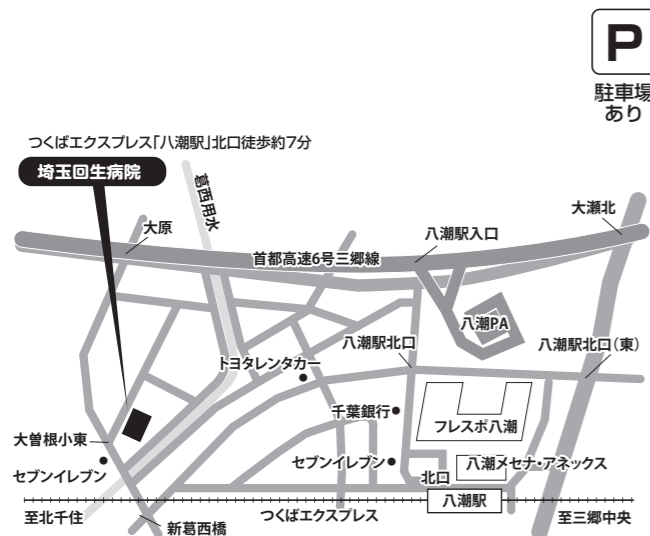 P
駐車場
あり
つくばエクスプレス「八潮駅」北口徒歩約7分
埼玉回生病院
葛西用水
大原
首都高速6号三郷線
八潮駅入口
大瀬北
八潮PA
トヨタレンタカー
八潮駅北口
八潮駅北口(東)
千葉銀行
フレスポ八潮
大曽根小東
セブンイレブン
セブンイレブン
北口
八潮メセナ・アネックス
八潮駅
至北千住
新葛西橋
つくばエクスプレス
至三郷中央